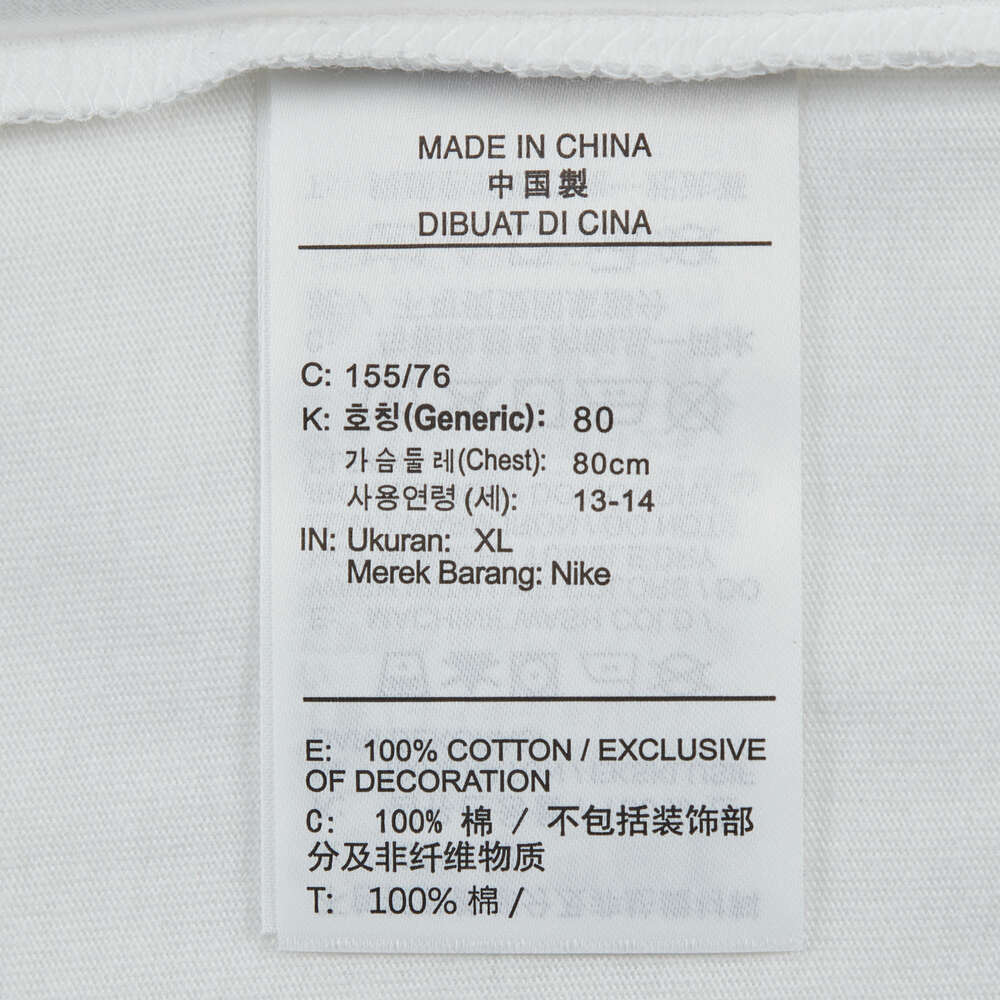 MADE IN CHINA
中国製
DIBUAT DI CINA
C: 155/76
K: 호칭(Generic): 80
가슴둘레(Chest): 80cm
사용연령(세): 13-14
IN: Ukuran: XL
Merek Barang: Nike
E: 100% COTTON / EXCLUSIVE
OF DECORATION
C: 100% 棉 / 不包括装饰部
分及非纤维物质
T: 100% 棉 /